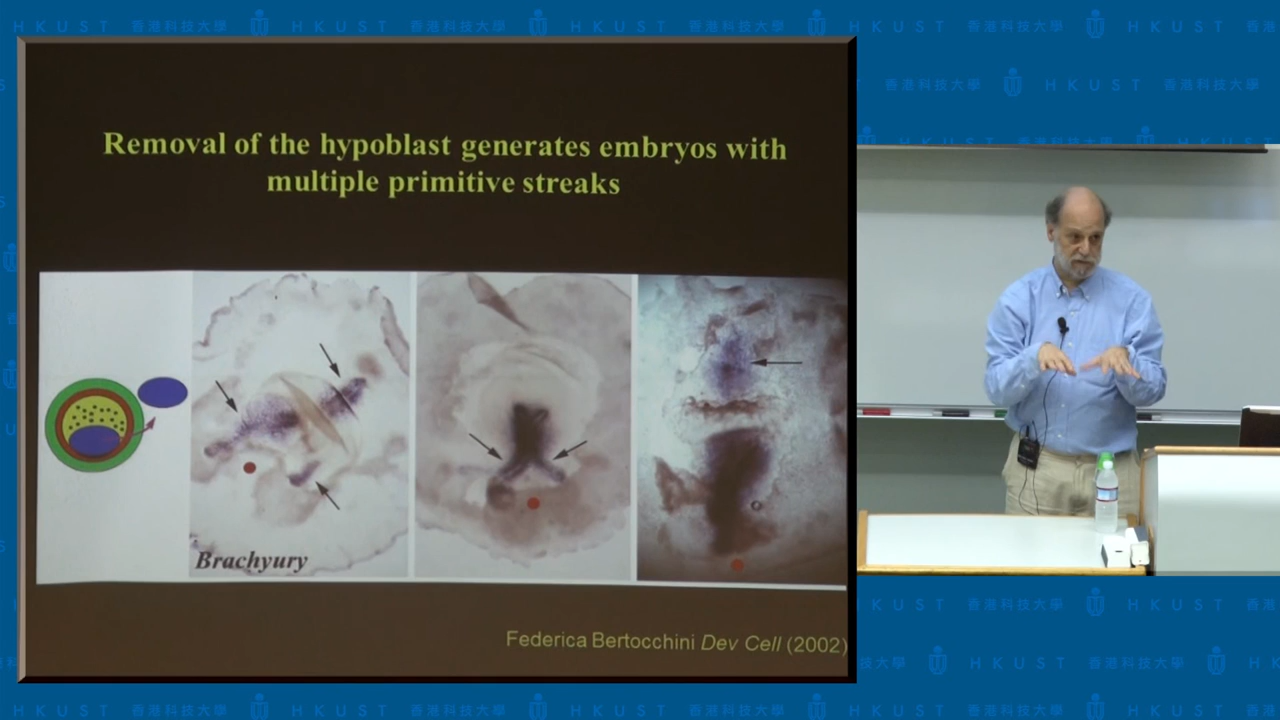 Removal of the hypoblast generates embryos with
multiple primitive streaks
Brachyury
Federica Bertocchini Dev Cell (2002)
HKUST 香港科技大學